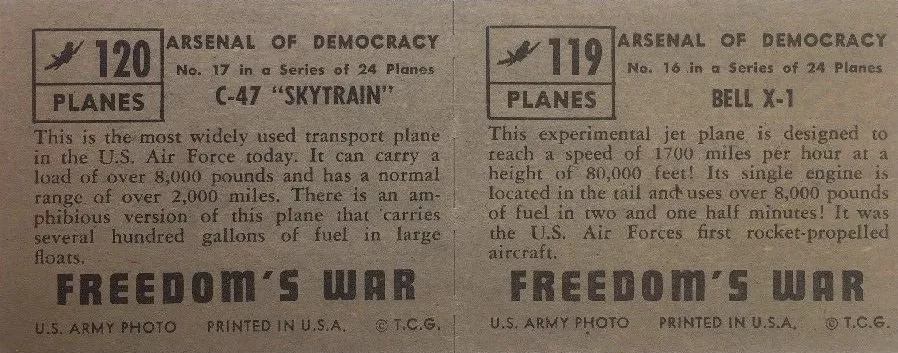 120
PLANES
ARSENAL OF DEMOCRACY
No. 17 in a Series of 24 Planes
C-47 "SKYTRAIN"
This is the most widely used transport plane
in the U.S. Air Force today. It can carry a
load of over 8,000 pounds and has a normal
range of over 2,000 miles. There is an am-
phibious version of this plane that carries
several hundred gallons of fuel in large
floats.
FREEDOM'S WAR
U.S. ARMY PHOTO PRINTED IN U.S.A. © T.C.G.
119
PLANES
ARSENAL OF DEMOCRACY
No. 16 in a Series of 24 Planes
BELL X-1
This experimental jet plane is designed to
reach a speed of 1700 miles per hour at a
height of 80,000 feet! Its single engine is
located in the tail and uses over 8,000 pounds
of fuel in two and one half minutes! It was
the U.S. Air Forces first rocket-propelled
aircraft.
FREEDOM'S WAR
U.S. ARMY PHOTO PRINTED IN U.S.A. © T.C.G.